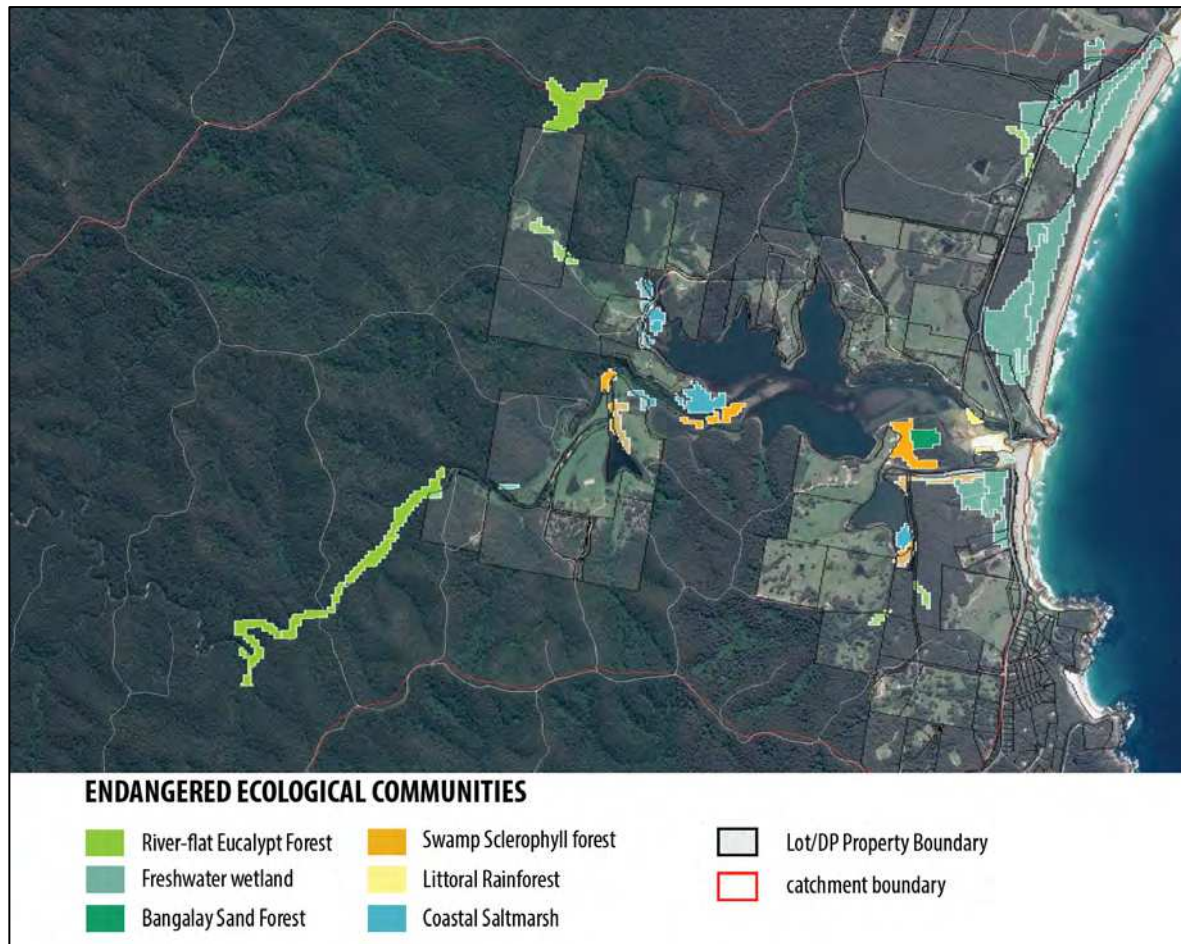 ENDANGERED ECOLOGICAL COMMUNITIES
River-flat Eucalypt Forest
Swamp Sclerophyll forest
Lot/DP Property Boundary
Freshwater wetland
Littoral Rainforest
catchment boundary
Bangalay Sand Forest
Coastal Saltmarsh